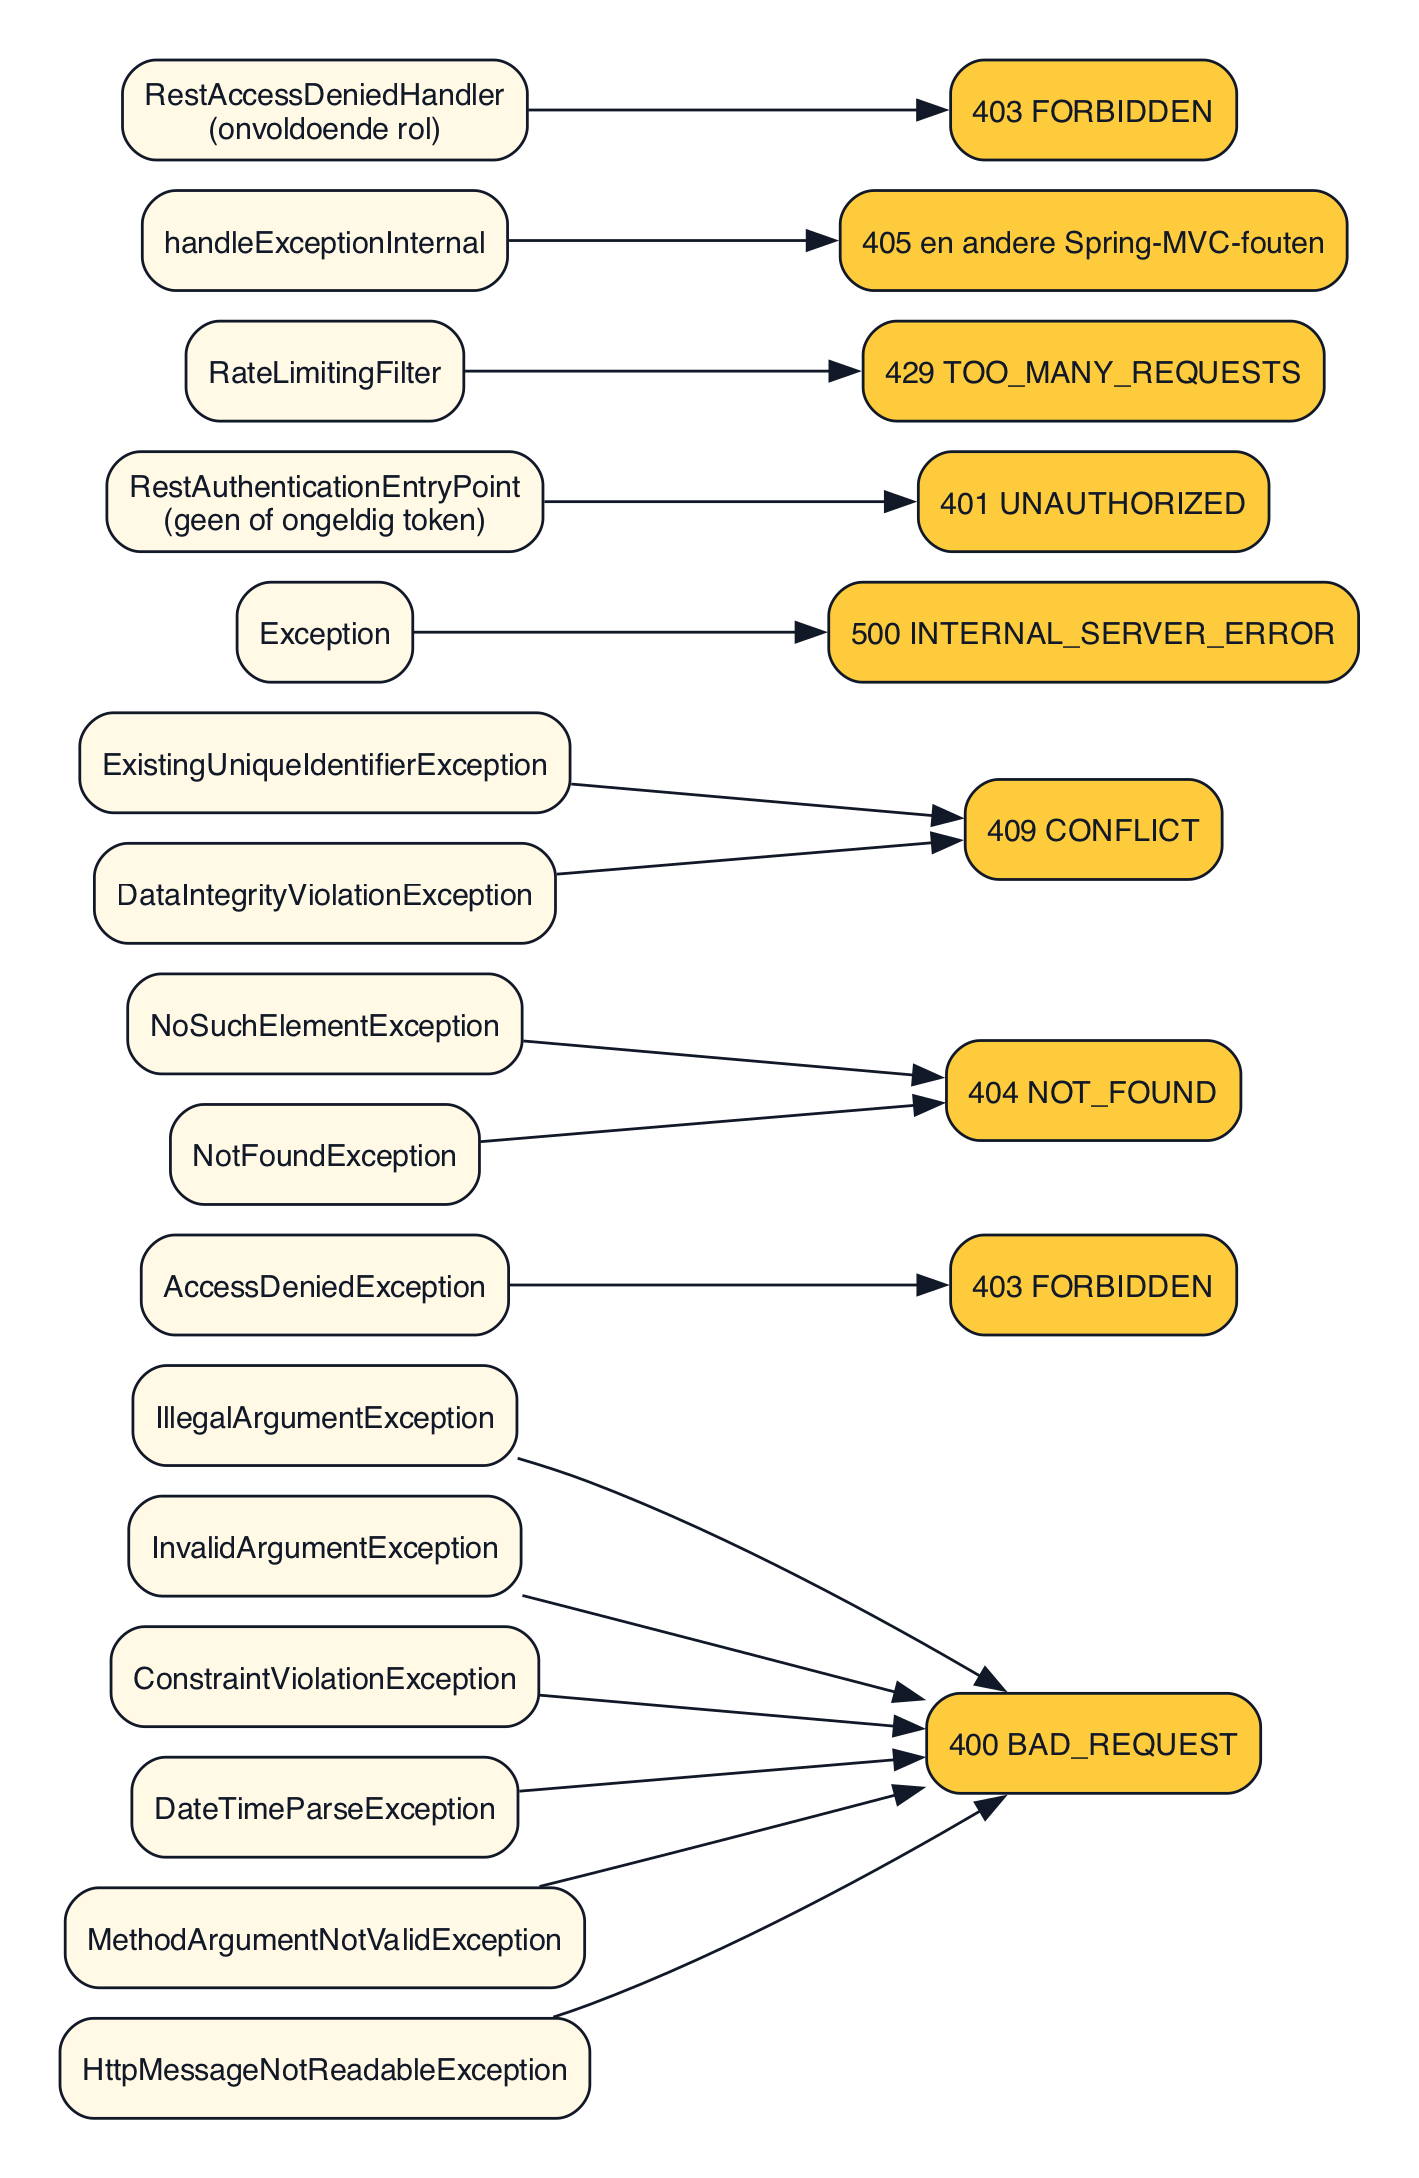 RestAccessDeniedHandler
(onvoldoende rol)
403 FORBIDDEN
handleExceptionInternal
405 en andere Spring-MVC-fouten
RateLimitingFilter
429 TOO_MANY_REQUESTS
RestAuthenticationEntryPoint
(geen of ongeldig token)
401 UNAUTHORIZED
Exception
500 INTERNAL_SERVER_ERROR
ExistingUniqueIdentifierException
409 CONFLICT
DataIntegrityViolationException
NoSuchElementException
404 NOT_FOUND
NotFoundException
AccessDeniedException
403 FORBIDDEN
IllegalArgumentException
InvalidArgumentException
ConstraintViolationException
400 BAD_REQUEST
DateTimeParseException
MethodArgumentNotValidException
HttpMessageNotReadableException